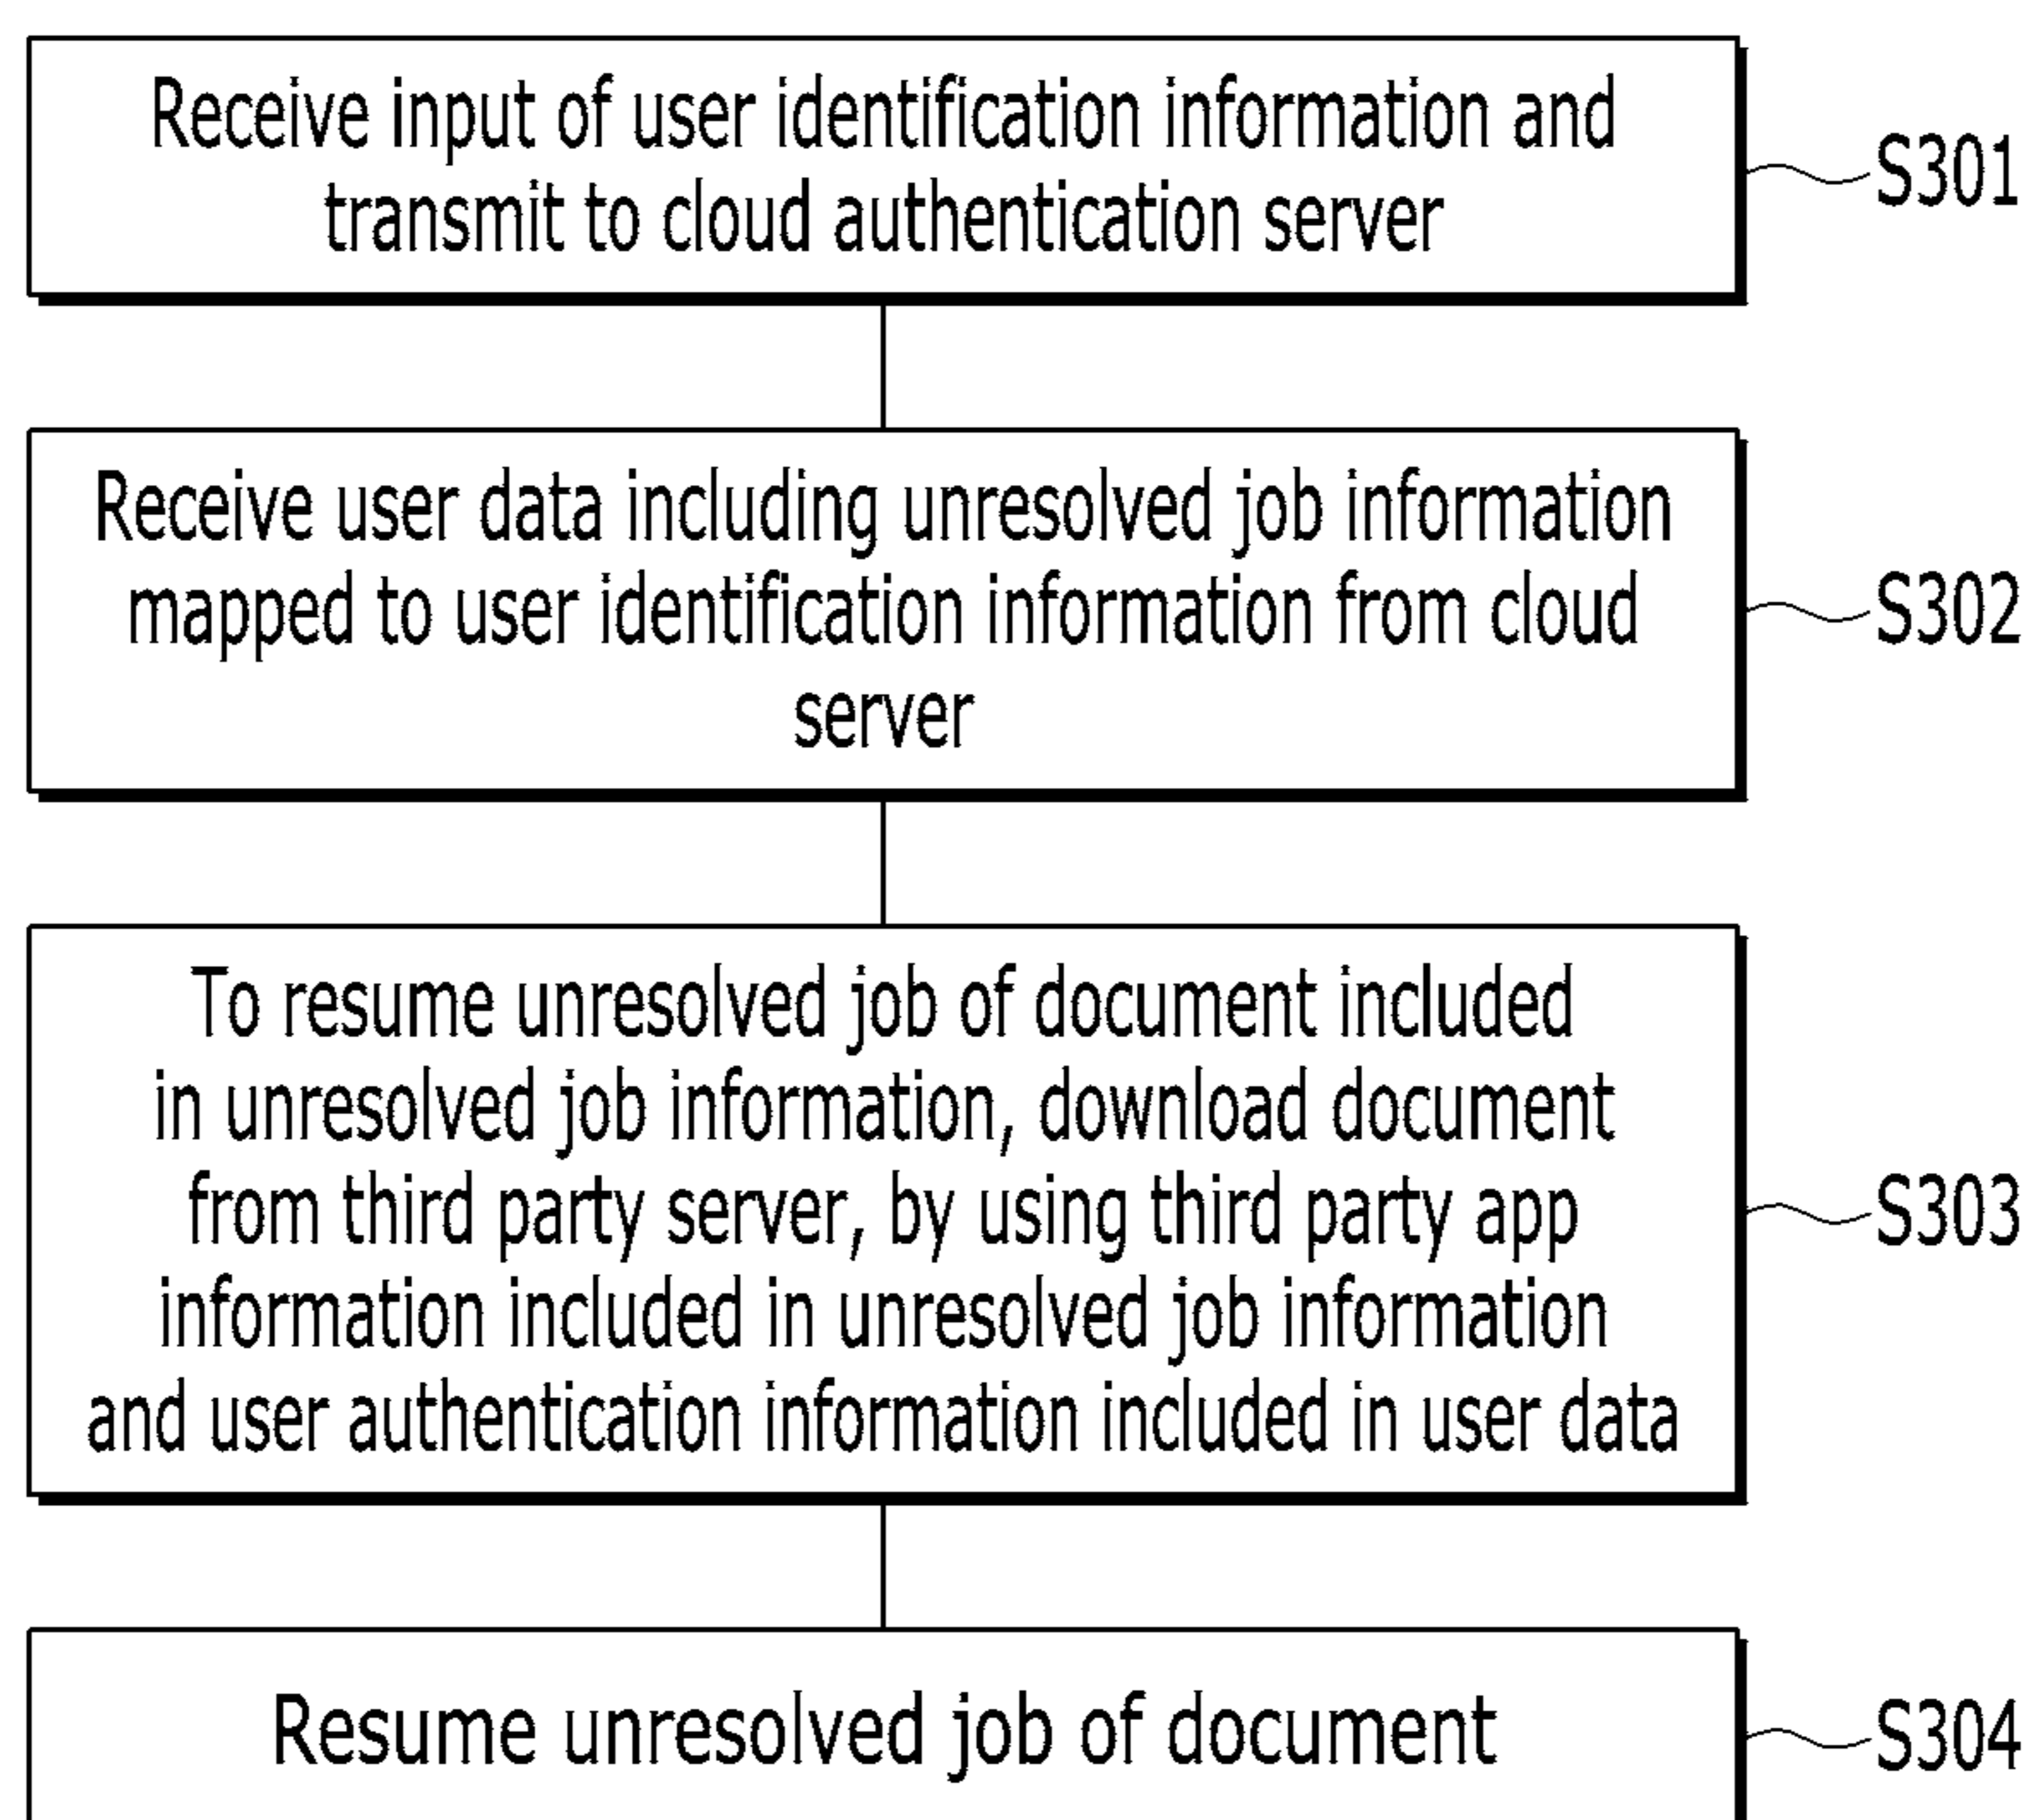 Receive input of user identification information and
transmit to cloud authentication server
S301
Receive user data including unresolved job information
mapped to user identification information from cloud
server
S302
To resume unresolved job of document included
in unresolved job information, download document
from third party server, by using third party app
information included in unresolved job information
and user authentication information included in user data
S303
Resume unresolved job of document
S304